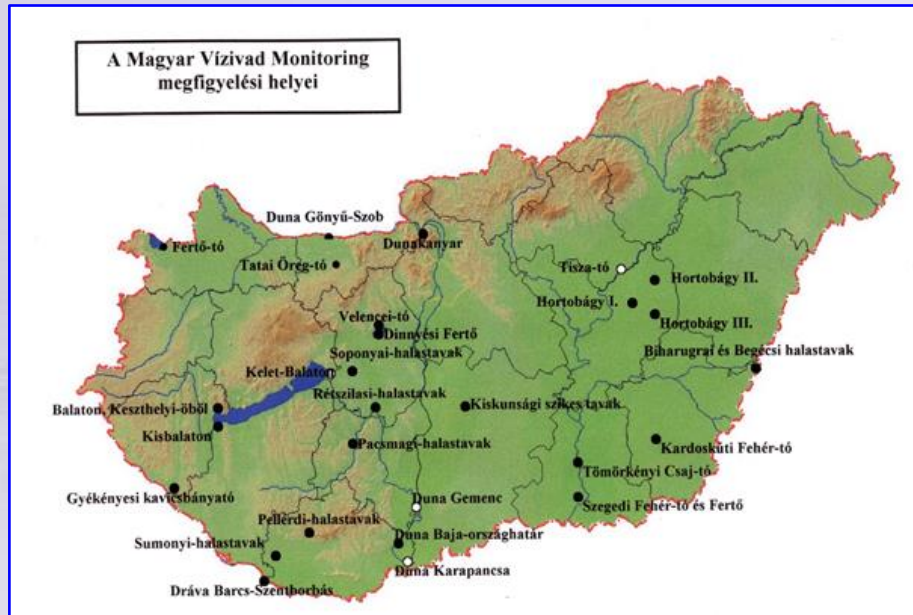 A Magyar Vízivad Monitoring
megfigyelési helyei
Duna Gönyű-Szob
Dunakanyar
Fertő-tó
Tatai Öreg-tó
Tisza-tó
Hortobágy II.
Hortobágy I.
Hortobágy III.
Velencei-tó
Dinnyési Fertő
Soponyai-halastavak
Biharugrai és Begécsi halastavak
Kelet-Balaton
Rétszilasi-halastavak
Balaton, Keszthelyi-öböl
Kiskunsági szikes tavak
Kisbalaton
Pacsmagi-halastavak
Kardoskúti Fehér-tó
Tömörkényi Csaj-tó
Gyékényesi kavicsbányató
Duna Gemenc
Szegedi Fehér-tó és Fertő
Pellérdi-halastavak
Duna Baja-országhatár
Sumonyi-halastavak
Duna Karapancsa
Dráva Barcs-Szentborbás